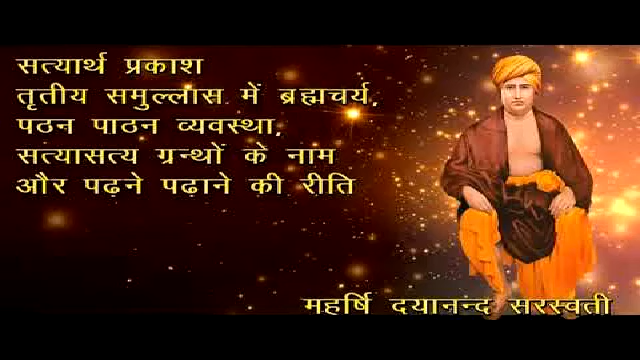 सत्यार्थ प्रकाश
तृतीय समुल्लास में ब्रह्मचर्य,
पठन पाठन व्यवस्था,
सत्यासत्य ग्रन्थों के नाम
और पढ़ने पढ़ाने की रीति
महर्षि दयानन्द सरस्वती